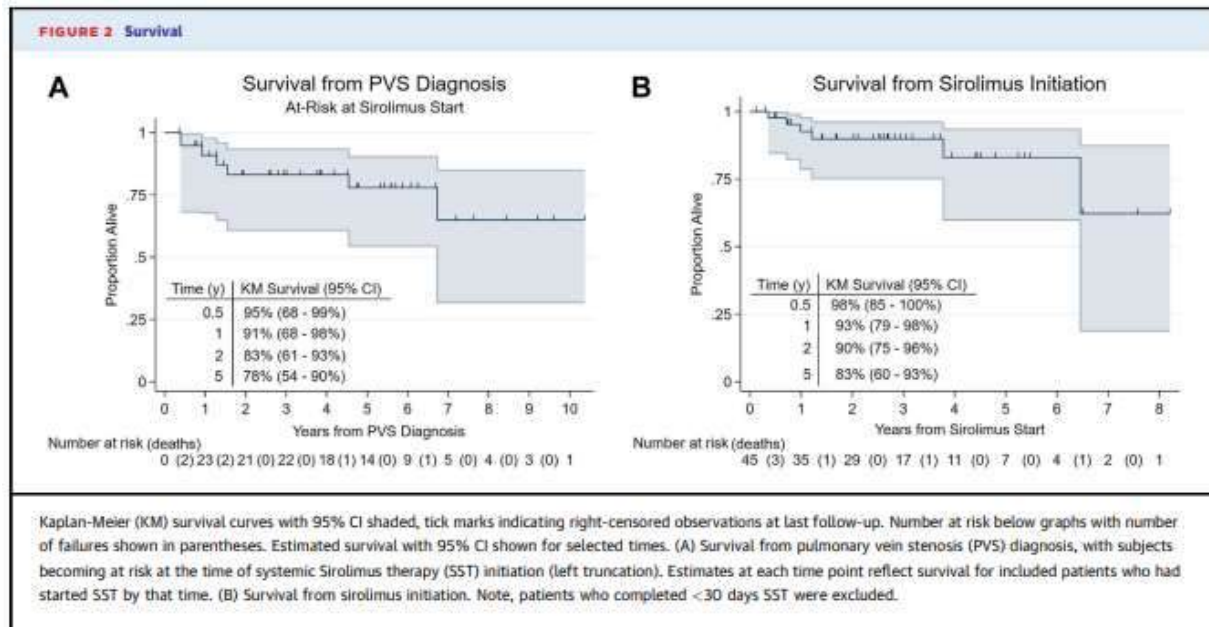 FIGURE 2 Survival
A
Survival from PVS Diagnosis
At-Risk at Sirolimus Start
Proportion Alive
1
.75
.5
.25
0
Time (y) KM Survival (95% CI)
0.5 95% (68 - 99%)
1 91% (68 - 98%)
2 83% (61 - 93%)
5 78% (54 - 90%)
0 1 2 3 4 5 6 7 8 9 10
Years from PVS Diagnosis
Number at risk (deaths)
0 (2) 23 (2) 21 (0) 22 (0) 18 (1) 14 (0) 9 (1) 5 (0) 4 (0) 3 (0) 1
B
Survival from Sirolimus Initiation
Proportion Alive
1
.75
.5
.25
0
Time (y) KM Survival (95% CI)
0.5 98% (85 - 100%)
1 93% (79 - 98%)
2 90% (75 - 96%)
5 83% (60 - 93%)
0 1 2 3 4 5 6 7 8
Years from Sirolimus Start
Number at risk (deaths)
45 (3) 35 (1) 29 (0) 17 (1) 11 (0) 7 (0) 4 (1) 2 (0) 1
Kaplan-Meier (KM) survival curves with 95% CI shaded, tick marks indicating right-censored observations at last follow-up. Number at risk below graphs with number
of failures shown in parentheses. Estimated survival with 95% CI shown for selected times. (A) Survival from pulmonary vein stenosis (PVS) diagnosis, with subjects
becoming at risk at the time of systemic Sirolimus therapy (SST) initiation (left truncation). Estimates at each time point reflect survival for included patients who had
started SST by that time. (B) Survival from sirolimus initiation. Note, patients who completed <30 days SST were excluded.